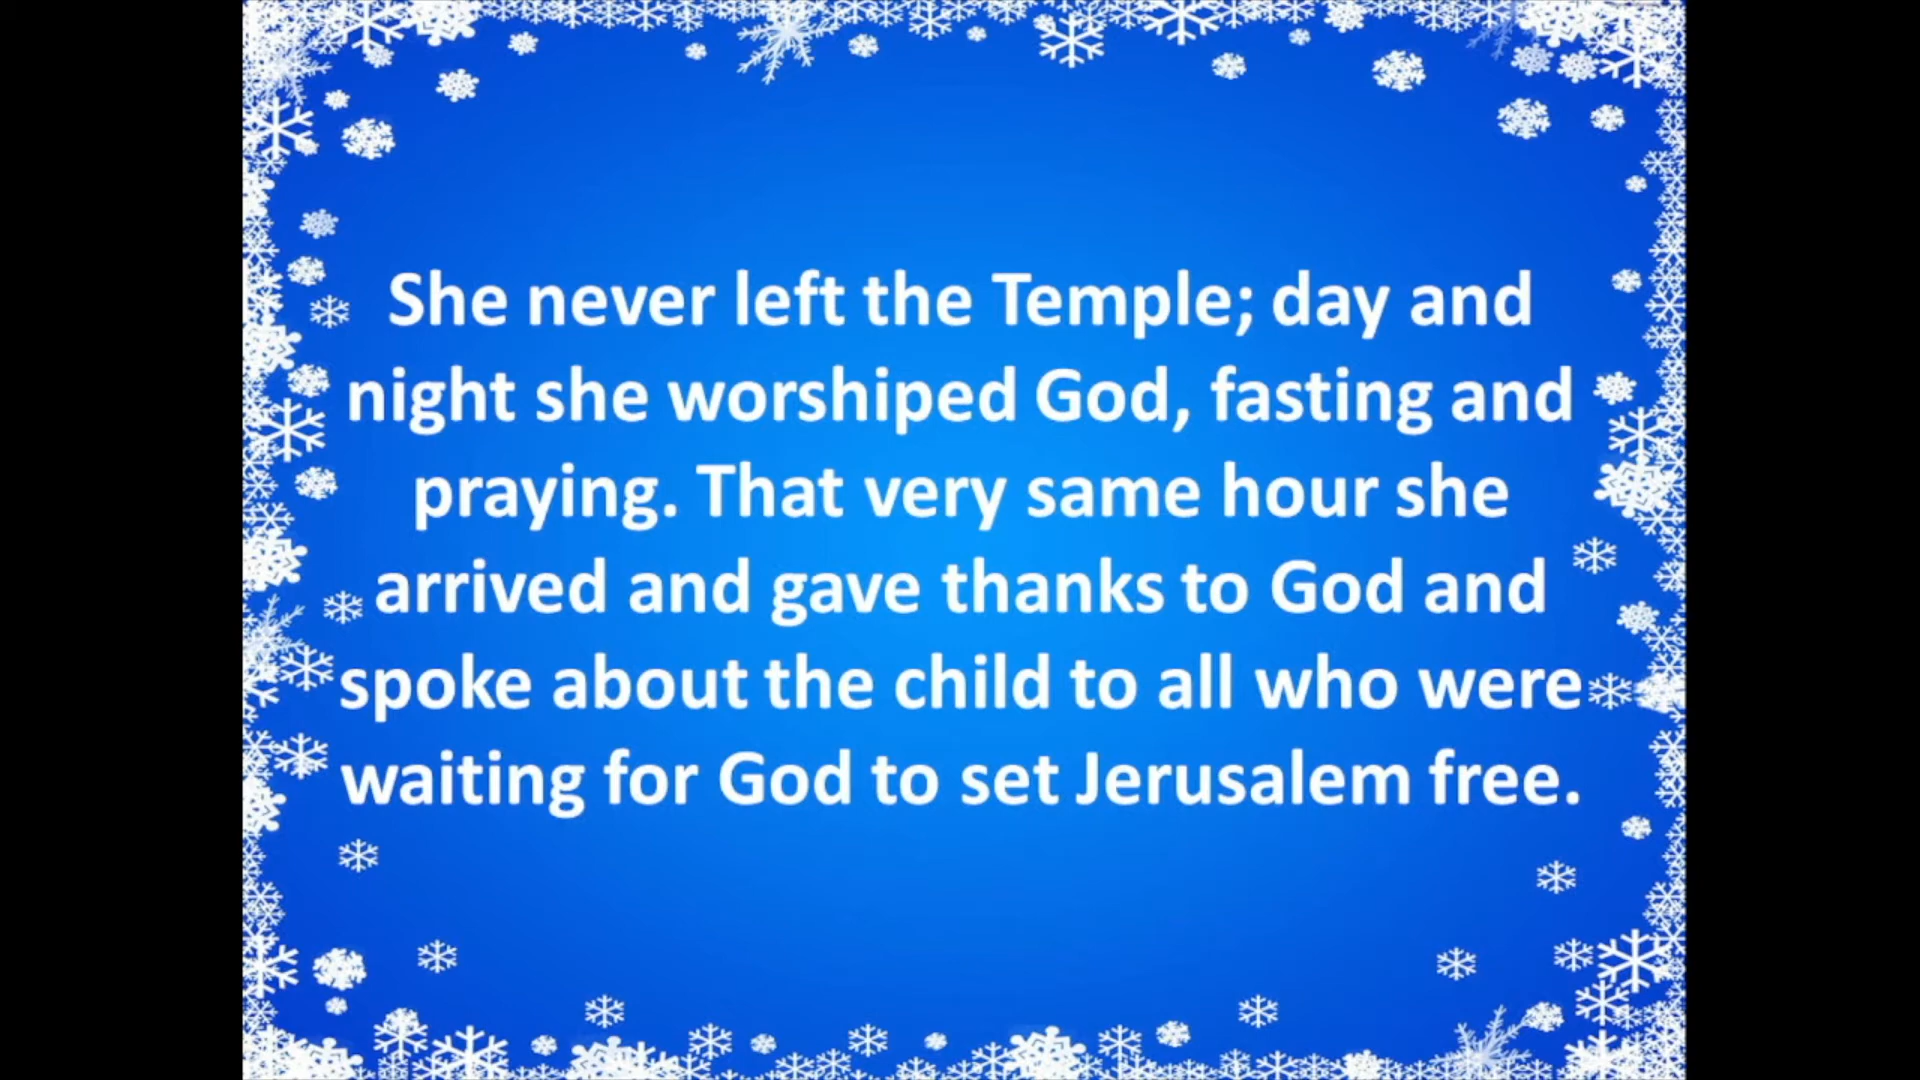 She never left the Temple; day and
night she worshiped God, fasting and
praying. That very same hour she
arrived and gave thanks to God and
spoke about the child to all who were
waiting for God to set Jerusalem free.